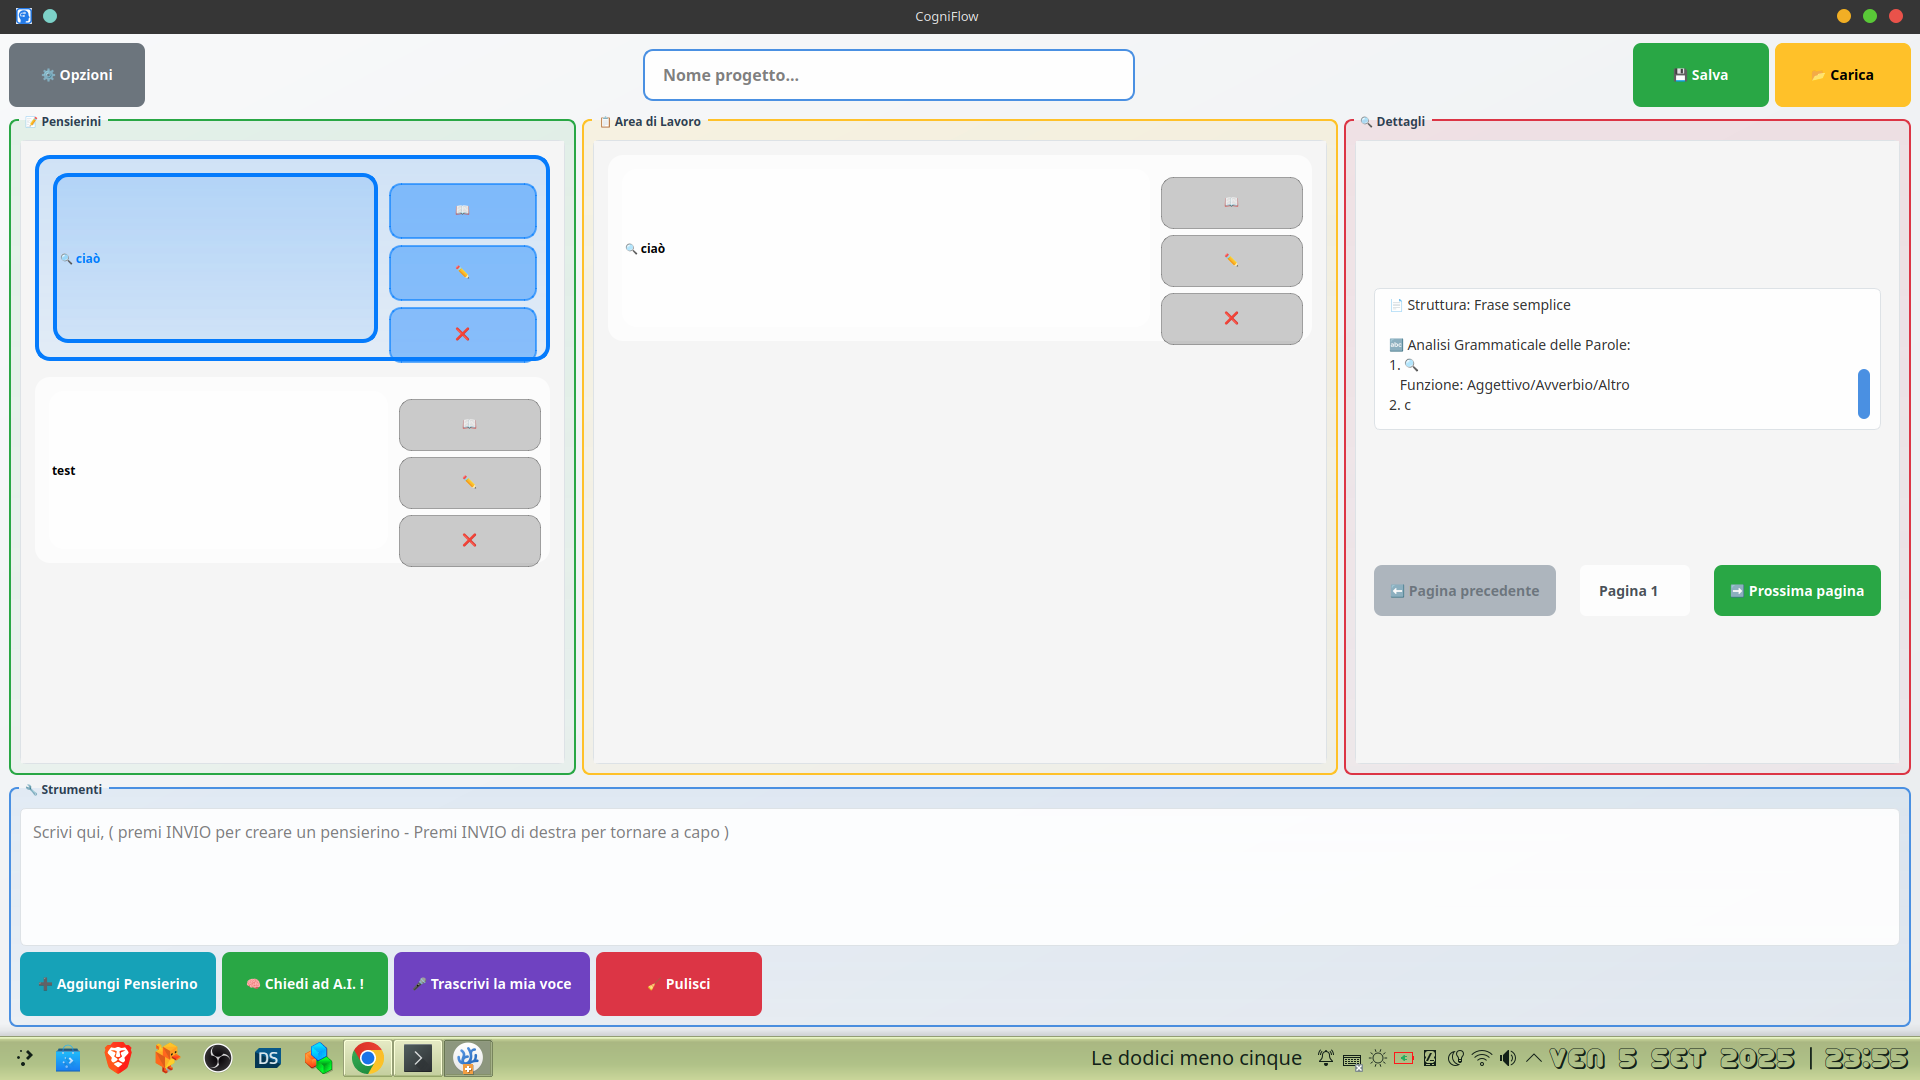 CogniFlow
Opzioni
Nome progetto...
Salva
Carica
Pensierini
ciaò
test
Area di Lavoro
ciaò
Dettagli
Struttura: Frase semplice
Analisi Grammaticale delle Parole:
1.
Funzione: Aggettivo/Avverbio/Altro
2. c
Pagina precedente
Pagina 1
Prossima pagina
Strumenti
Scrivi qui, ( premi INVIO per creare un pensierino - Premi INVIO di destra per tornare a capo )
Aggiungi Pensierino
Chiedi ad A.I. !
Trascrivi la mia voce
Pulisci
DS
Le dodici meno cinque
VEN 5 SET 2025 | 23:55